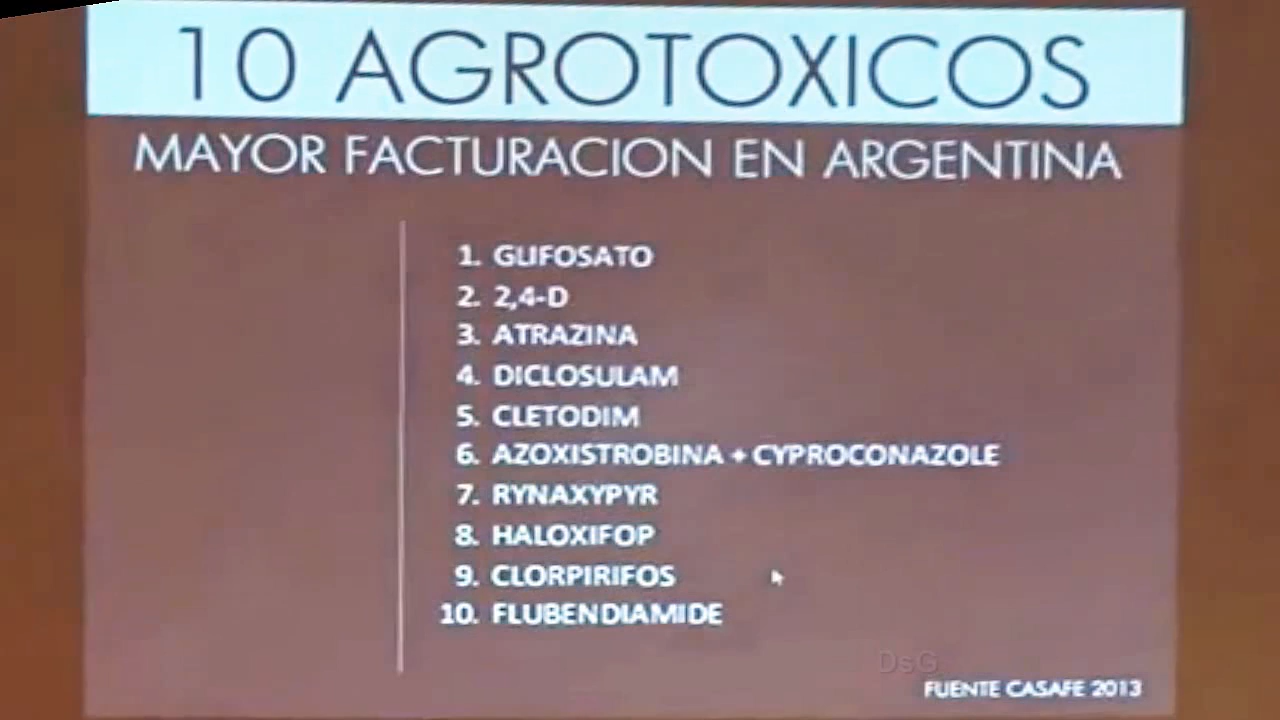 10 AGROTOXICOS
MAYOR FACTURACION EN ARGENTINA
1. GLIFOSATO
2. 2,4-D
3. ATRAZINA
4. DICLOSULAM
5. CLETODIM
6. AZOXISTROBINA + CYPROCONAZOLE
7. RYNAXYPYR
8. HALOXIFOP
9. CLORPIRIFOS
10. FLUBENDIAMIDE
DsG
FUENTE CASAFE 2013